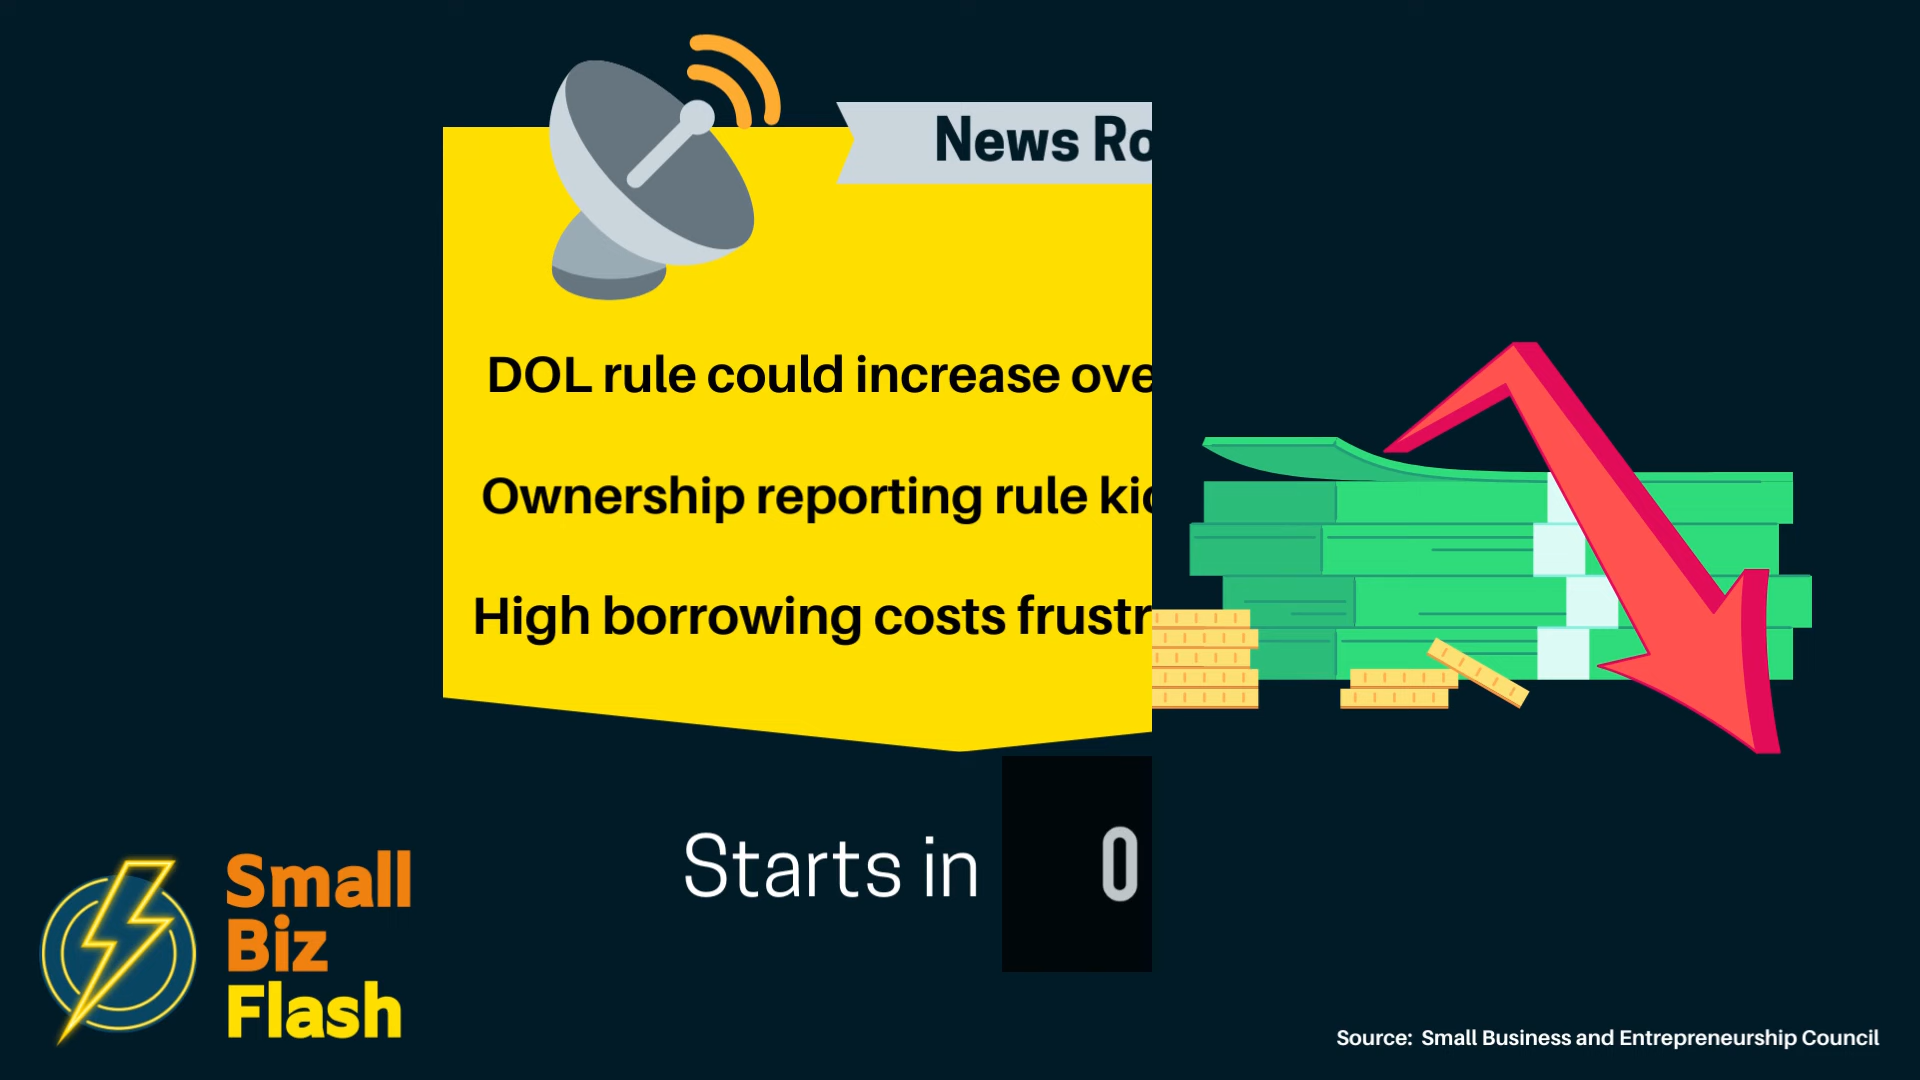 News Ro
DOL rule could increase ove
Ownership reporting rule kic
High borrowing costs frustr
Starts in 0
Small
Biz
Flash
Source: Small Business and Entrepreneurship Council